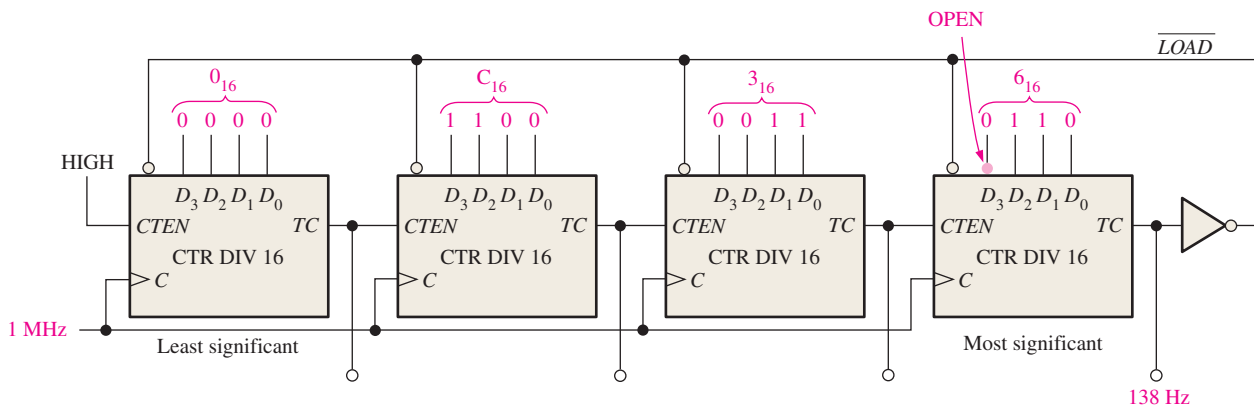 OPEN
LOAD
0₁₆ C₁₆ 3₁₆ 6₁₆
0 0 0 0 1 1 0 0 0 0 1 1 0 1 1 0
HIGH
D₃ D₂ D₁ D₀ D₃ D₂ D₁ D₀ D₃ D₂ D₁ D₀ D₃ D₂ D₁ D₀
CTEN TC CTEN TC CTEN TC CTEN TC
CTR DIV 16 CTR DIV 16 CTR DIV 16 CTR DIV 16
C C C C
1 MHz
Least significant Most significant
138 Hz